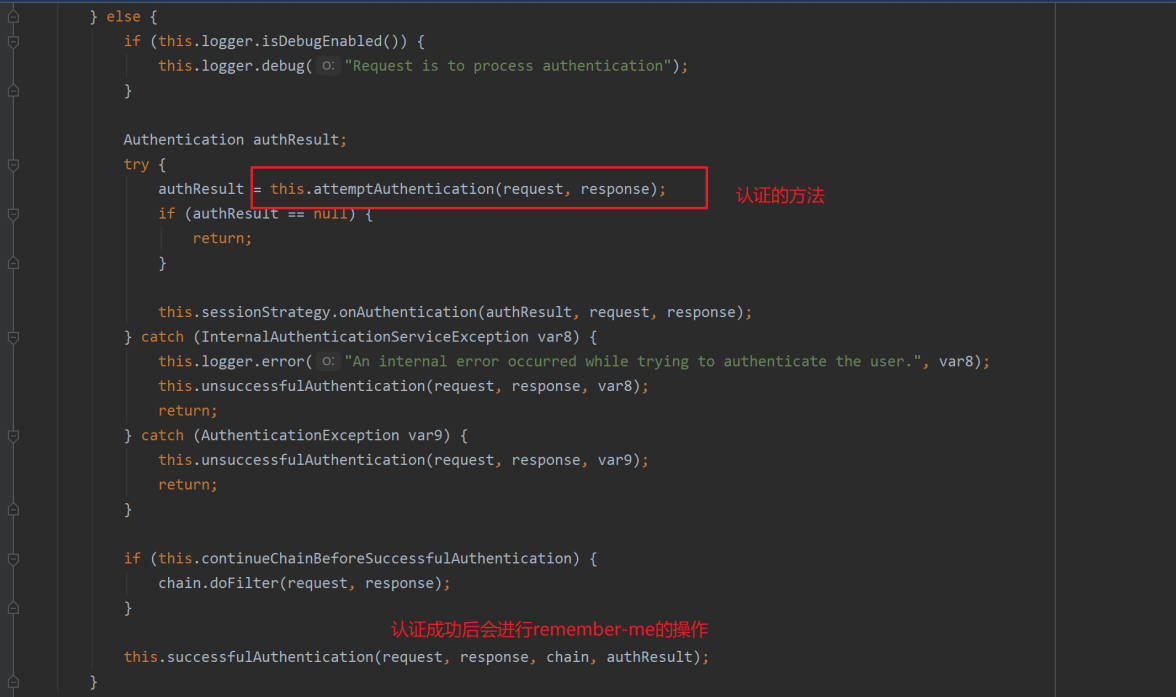 } else {
if (this.logger.isDebugEnabled()) {
this.logger.debug( o: "Request is to process authentication");
}
Authentication authResult;
try {
authResult = this.attemptAuthentication(request, response);
认证的方法
if (authResult == null) {
return;
}
this.sessionStrategy.onAuthentication(authResult, request, response);
} catch (InternalAuthenticationServiceException var8) {
this.logger.error( o: "An internal error occurred while trying to authenticate the user.", var8);
this.unsuccessfulAuthentication(request, response, var8);
return;
} catch (AuthenticationException var9) {
this.unsuccessfulAuthentication(request, response, var9);
return;
}
if (this.continueChainBeforeSuccessfulAuthentication) {
chain.doFilter(request, response);
}
认证成功后会进行remember-me的操作
this.successfulAuthentication(request, response, chain, authResult);
}